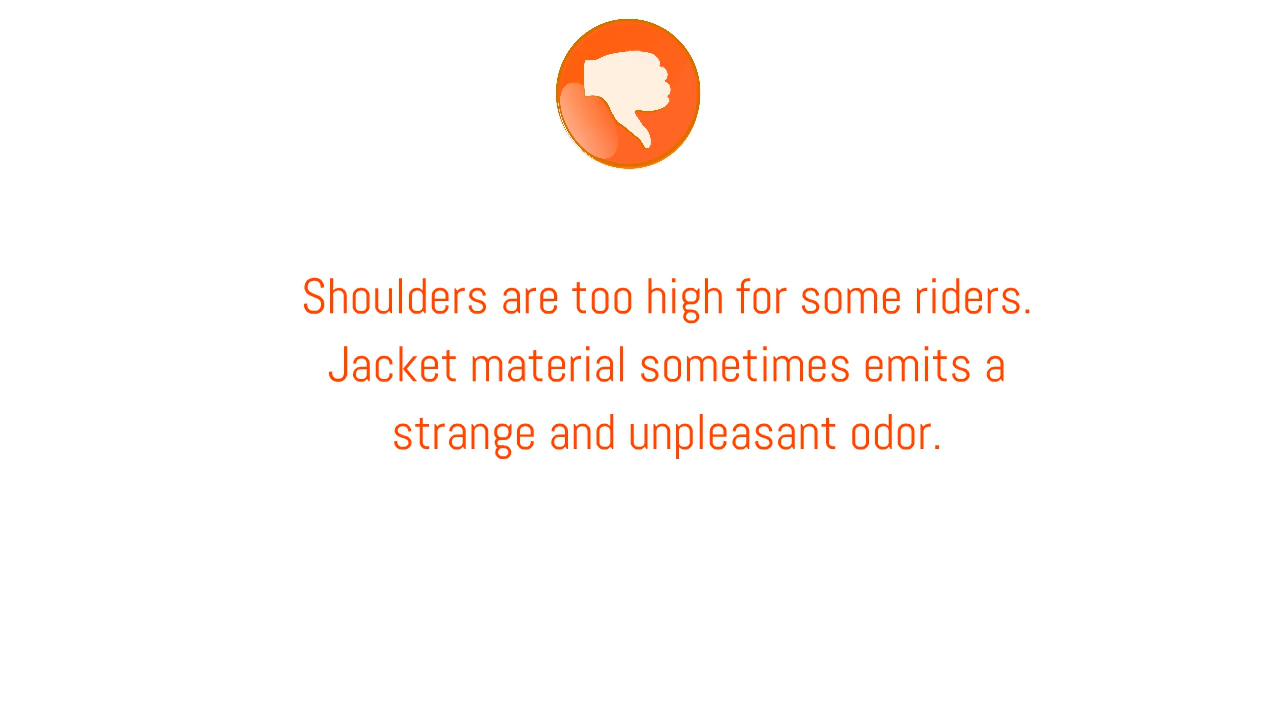 Shoulders are too high for some riders.
Jacket material sometimes emits a
strange and unpleasant odor.